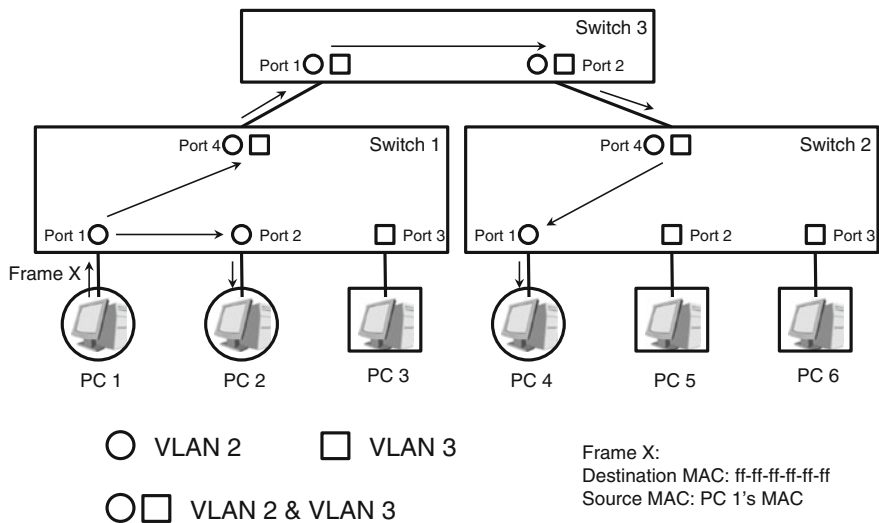 Switch 3
Port 1
Port 2
Switch 1
Port 4
Switch 2
Port 4
Port 1
Port 2
Port 3
Port 1
Port 2
Port 3
Frame X
PC 1
PC 2
PC 3
PC 4
PC 5
PC 6
VLAN 2
VLAN 3
VLAN 2 & VLAN 3
Frame X:
Destination MAC: ff-ff-ff-ff-ff-ff
Source MAC: PC 1's MAC